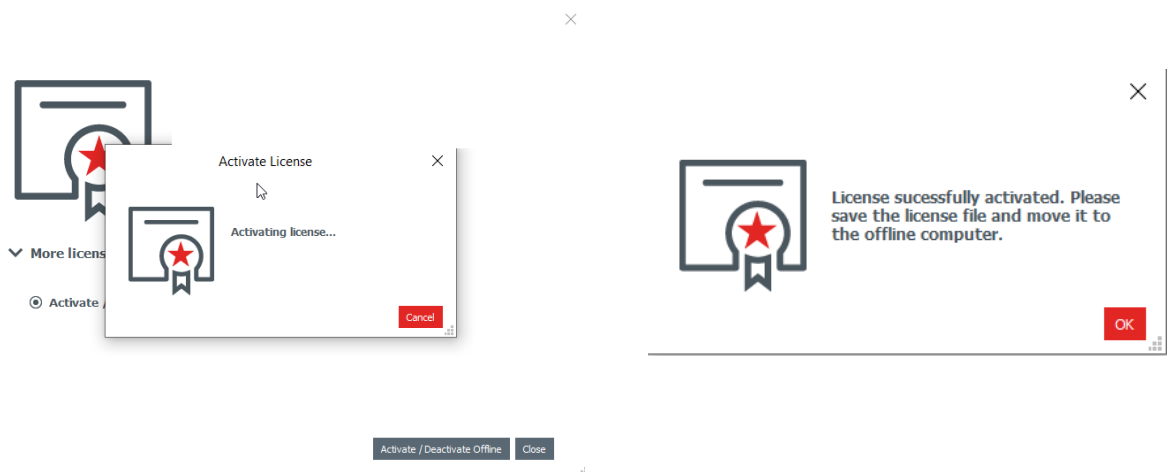 Activate License
Activating license...
More licens
Activate /
Cancel
Activate / Deactivate Offline
Close
License sucessfully activated. Please
save the license file and move it to
the offline computer.
OK